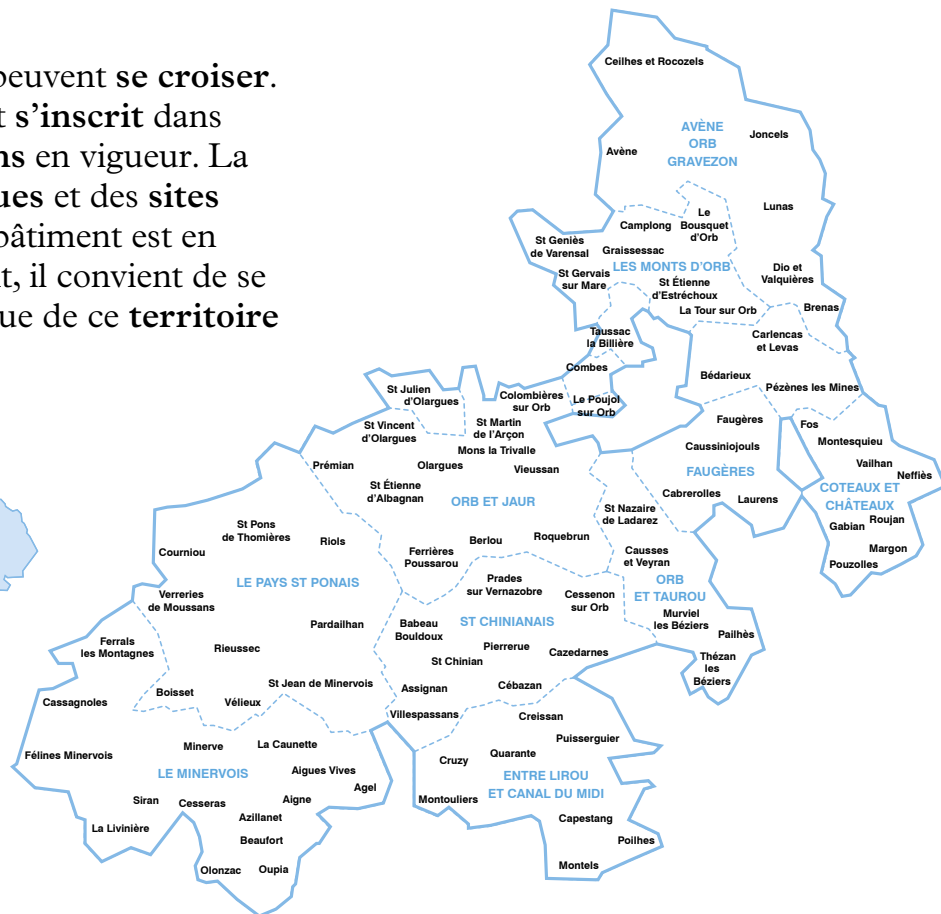 peuvent se croiser.
t s'inscrit dans
ns en vigueur. La
ues et des sites
bâtiment est en
t, il convient de se
ue de ce territoire
Ceilhes et Rocozels
AVÈNE
ORB
GRAVEZON
Joncels
Avène
Lunas
Le
Bousquet
d'Orb
Camplong
St Geniès
de Varensal
Graissessac
LES MONTS D'ORB
St Gervais
sur Mare
St Étienne
d'Estréchoux
Dio et
Valquières
La Tour sur Orb
Brenas
Taussac
la Billière
Carlencas
et Levas
Combes
Bédarieux
Pézènes les Mines
St Julien
d'Olargues
Colombières
sur Orb
Le Poujol
sur Orb
St Vincent
d'Olargues
St Martin
de l'Arçon
Faugères
Fos
Mons la Trivalle
Caussiniojouls
Montesquieu
Prémian
Olargues
Vieussan
FAUGÈRES
Vailhan
Neffiès
St Étienne
d'Albagnan
ORB ET JAUR
Cabrerolles
Laurens
COTEAUX ET
CHÂTEAUX
St Nazaire
de Ladarez
Gabian
Roujan
St Pons
de Thomières
Riols
Berlou
Roquebrun
Courniou
Ferrières
Poussarou
Causses
et Veyran
Margon
Pouzolles
LE PAYS ST PONAIS
Prades
sur Vernazobre
ORB
ET TAUROU
Verreries
de Moussans
Cessenon
sur Orb
Pardailhan
Babeau
Bouldoux
ST CHINIANAIS
Murviel
les Béziers
Pailhès
Ferrals
les Montagnes
Rieussec
Pierrerue
Cazedarnes
St Chinian
Thézan
les
Béziers
Boisset
Vélieux
St Jean de Minervois
Assignan
Cébazan
Cassagnoles
Villespassans
Creissan
Puisserguier
Félines Minervois
Minerve
La Caunette
Cruzy
Quarante
LE MINERVOIS
Aigues Vives
ENTRE LIROU
ET CANAL DU MIDI
Agel
Siran
Cesseras
Aigne
Montouliers
Azillanet
Capestang
La Livinière
Beaufort
Poilhes
Olonzac
Oupia
Montels